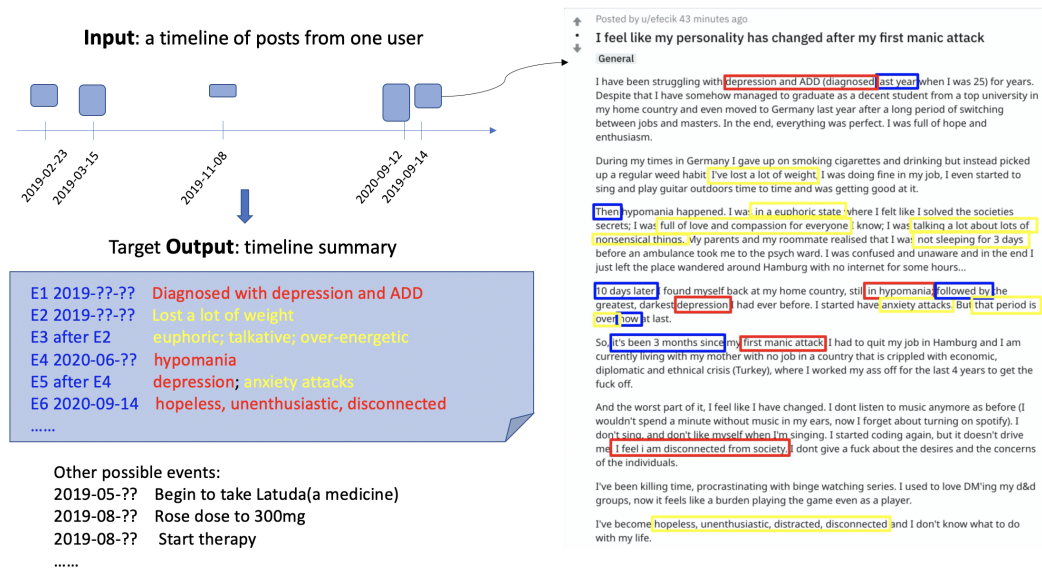 Input: a timeline of posts from one user
2019-02-23
2019-03-15
2019-11-08
2020-09-12
2019-09-14
Target Output: timeline summary
E1 2019-??-?? Diagnosed with depression and ADD
E2 2019-??-?? Lost a lot of weight
E3 after E2 euphoric; talkative; over-energetic
E4 2020-06-?? hypomania
E5 after E4 depression; anxiety attacks
E6 2020-09-14 hopeless, unenthusiastic, disconnected
......
Other possible events:
2019-05-?? Begin to take Latuda(a medicine)
2019-08-?? Rose dose to 300mg
2019-08-?? Start therapy
......
Posted by u/efecik 43 minutes ago
I feel like my personality has changed after my first manic attack
General
I have been struggling with depression and ADD (diagnosed last year when I was 25) for years.
Despite that I have somehow managed to graduate as a decent student from a top university in
my home country and even moved to Germany last year after a long period of switching
between jobs and masters. In the end, everything was perfect. I was full of hope and
enthusiasm.
During my times in Germany I gave up on smoking cigarettes and drinking but instead picked
up a regular weed habit I've lost a lot of weight, I was doing fine in my job, I even started to
sing and play guitar outdoors time to time and was getting good at it.
Then hypomania happened. I was in a euphoric state where I felt like I solved the societies
secrets; I was full of love and compassion for everyone I know; I was talking a lot about lots of
nonsensical things. My parents and my roommate realised that I was not sleeping for 3 days
before an ambulance took me to the psych ward. I was confused and unaware and in the end I
just left the place wandered around Hamburg with no internet for some hours...
10 days later I found myself back at my home country, still in hypomania; followed by the
greatest, darkest depression I had ever before. I started have anxiety attacks. But that period is
over now at last.
So, it's been 3 months since my first manic attack. I had to quit my job in Hamburg and I am
currently living with my mother with no job in a country that is crippled with economic,
diplomatic and ethnical crisis (Turkey), where I worked my ass off for the last 4 years to get the
fuck off.
And the worst part of it, I feel like I have changed. I dont listen to music anymore as before (I
wouldn't spend a minute without music in my ears, now I forget about turning on spotify). I
don't sing, and don't like myself when I'm singing. I started coding again, but it doesn't drive
me. I feel i am disconnected from society. I dont give a fuck about the desires and the concerns
of the individuals.
I've been killing time, procrastinating with binge watching series. I used to love DM'ing my d&d
groups, now it feels like a burden playing the game even as a player.
I've become hopeless, unenthusiastic, distracted, disconnected and I don't know what to do
with my life.